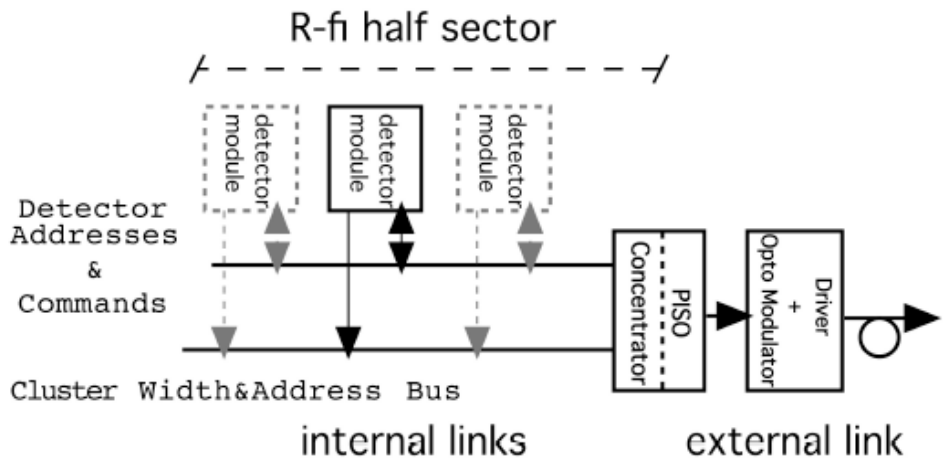 R-fi half sector
detector
module
detector
module
detector
module
Detector
Addresses
&
Commands
Concentrator
PISO
Driver
+
Opto Modulator
Cluster Width&Address Bus
internal links
external link